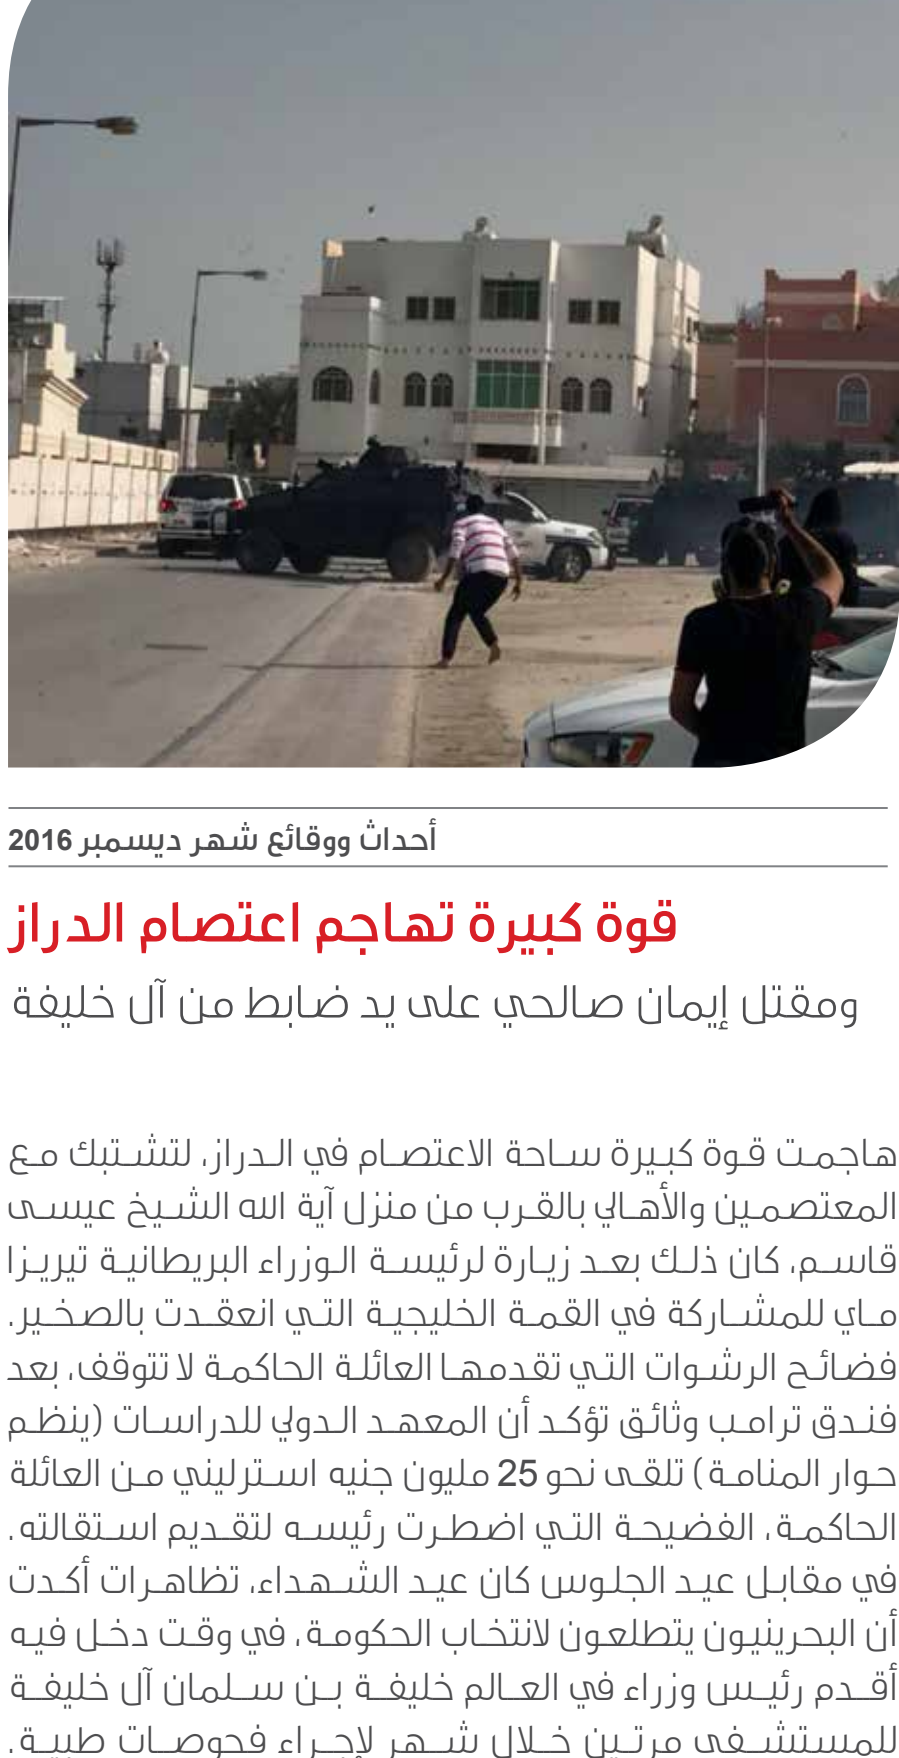 أحداث ووقائع شهر ديسمبر 2016
قوة كبيرة تهاجم اعتصام الدراز
ومقتل إيمان صالحي على يد ضابط من آل خليفة
هاجمت قوة كبيرة ساحة الاعتصام في الدراز، لتشتبك مع
المعتصمين والأهالي بالقرب من منزل آية الله الشيخ عيسى
قاسم، كان ذلك بعد زيارة لرئيسة الوزراء البريطانية تيريزا
ماي للمشاركة في القمة الخليجية التي انعقدت بالصخير.
فضائح الرشوات التي تقدمها العائلة الحاكمة لا تتوقف، بعد
فندق ترامب وثائق تؤكد أن المعهد الدولي للدراسات (ينظم
حوار المنامة) تلقى نحو 25 مليون جنيه استرليني من العائلة
الحاكمة، الفضيحة التي اضطرت رئيسه لتقديم استقالته.
في مقابل عيد الجلوس كان عيد الشهداء، تظاهرات أكدت
أن البحرينيون يتطلعون لانتخاب الحكومة، في وقت دخل فيه
أقدم رئيس وزراء في العالم خليفة بن سلمان آل خليفة
للمستشفى مرتين خلال شهر لإجراء فحوصات طبية.